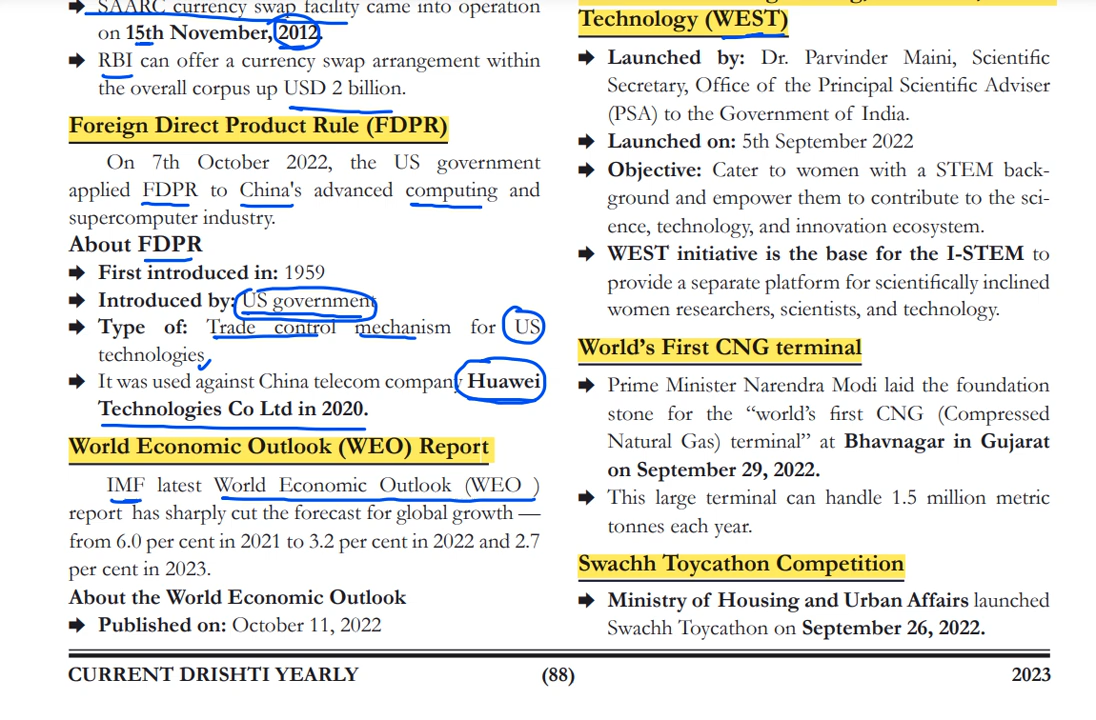 ➡ SAARC currency swap facility came into operation
on 15th November, 2012.
➡ RBI can offer a currency swap arrangement within
the overall corpus up USD 2 billion.
Foreign Direct Product Rule (FDPR)
On 7th October 2022, the US government
applied FDPR to China's advanced computing and
supercomputer industry.
About FDPR
➡ First introduced in: 1959
➡ Introduced by: US government
➡ Type of: Trade control mechanism for US
technologies
➡ It was used against China telecom company Huawei
Technologies Co Ltd in 2020.
World Economic Outlook (WEO) Report
IMF latest World Economic Outlook (WEO )
report has sharply cut the forecast for global growth —
from 6.0 per cent in 2021 to 3.2 per cent in 2022 and 2.7
per cent in 2023.
About the World Economic Outlook
➡ Published on: October 11, 2022
Technology (WEST)
➡ Launched by: Dr. Parvinder Maini, Scientific
Secretary, Office of the Principal Scientific Adviser
(PSA) to the Government of India.
➡ Launched on: 5th September 2022
➡ Objective: Cater to women with a STEM back-
ground and empower them to contribute to the sci-
ence, technology, and innovation ecosystem.
➡ WEST initiative is the base for the I-STEM to
provide a separate platform for scientifically inclined
women researchers, scientists, and technology.
World's First CNG terminal
➡ Prime Minister Narendra Modi laid the foundation
stone for the “world's first CNG (Compressed
Natural Gas) terminal” at Bhavnagar in Gujarat
on September 29, 2022.
➡ This large terminal can handle 1.5 million metric
tonnes each year.
Swachh Toycathon Competition
➡ Ministry of Housing and Urban Affairs launched
Swachh Toycathon on September 26, 2022.
CURRENT DRISHTI YEARLY (88) 2023